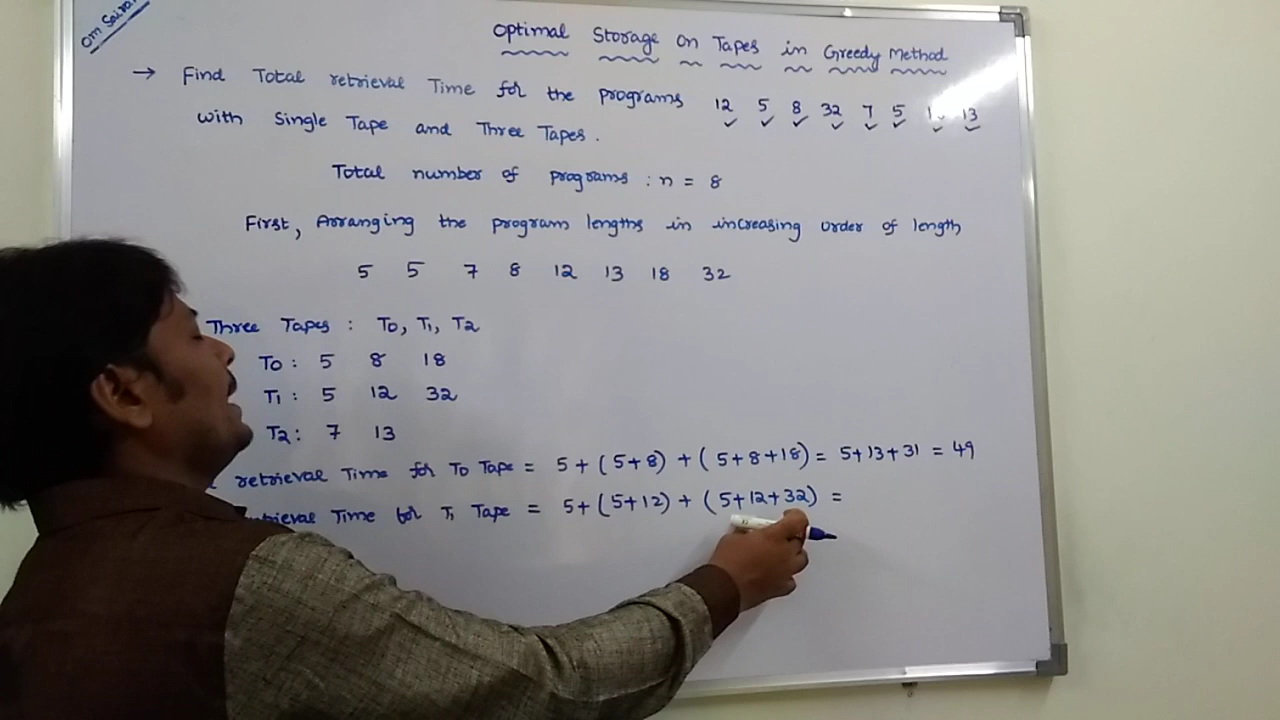 Om Sairam
Optimal Storage On Tapes in Greedy Method
→ Find Total retrieval Time for the programs 12 5 8 32 7 5 13
with Single Tape and Three Tapes.
Total number of programs : n = 8
First, Arranging the program lengths in increasing order of length
5 5 7 8 12 13 18 32
Three Tapes : T0, T1, T2
T0 : 5 8 18
T1 : 5 12 32
T2 : 7 13
retrieval Time for T0 Tape = 5+(5+8)+(5+8+18)= 5+13+31 = 49
Time for T1 Tape = 5+(5+12)+(5+12+32) =